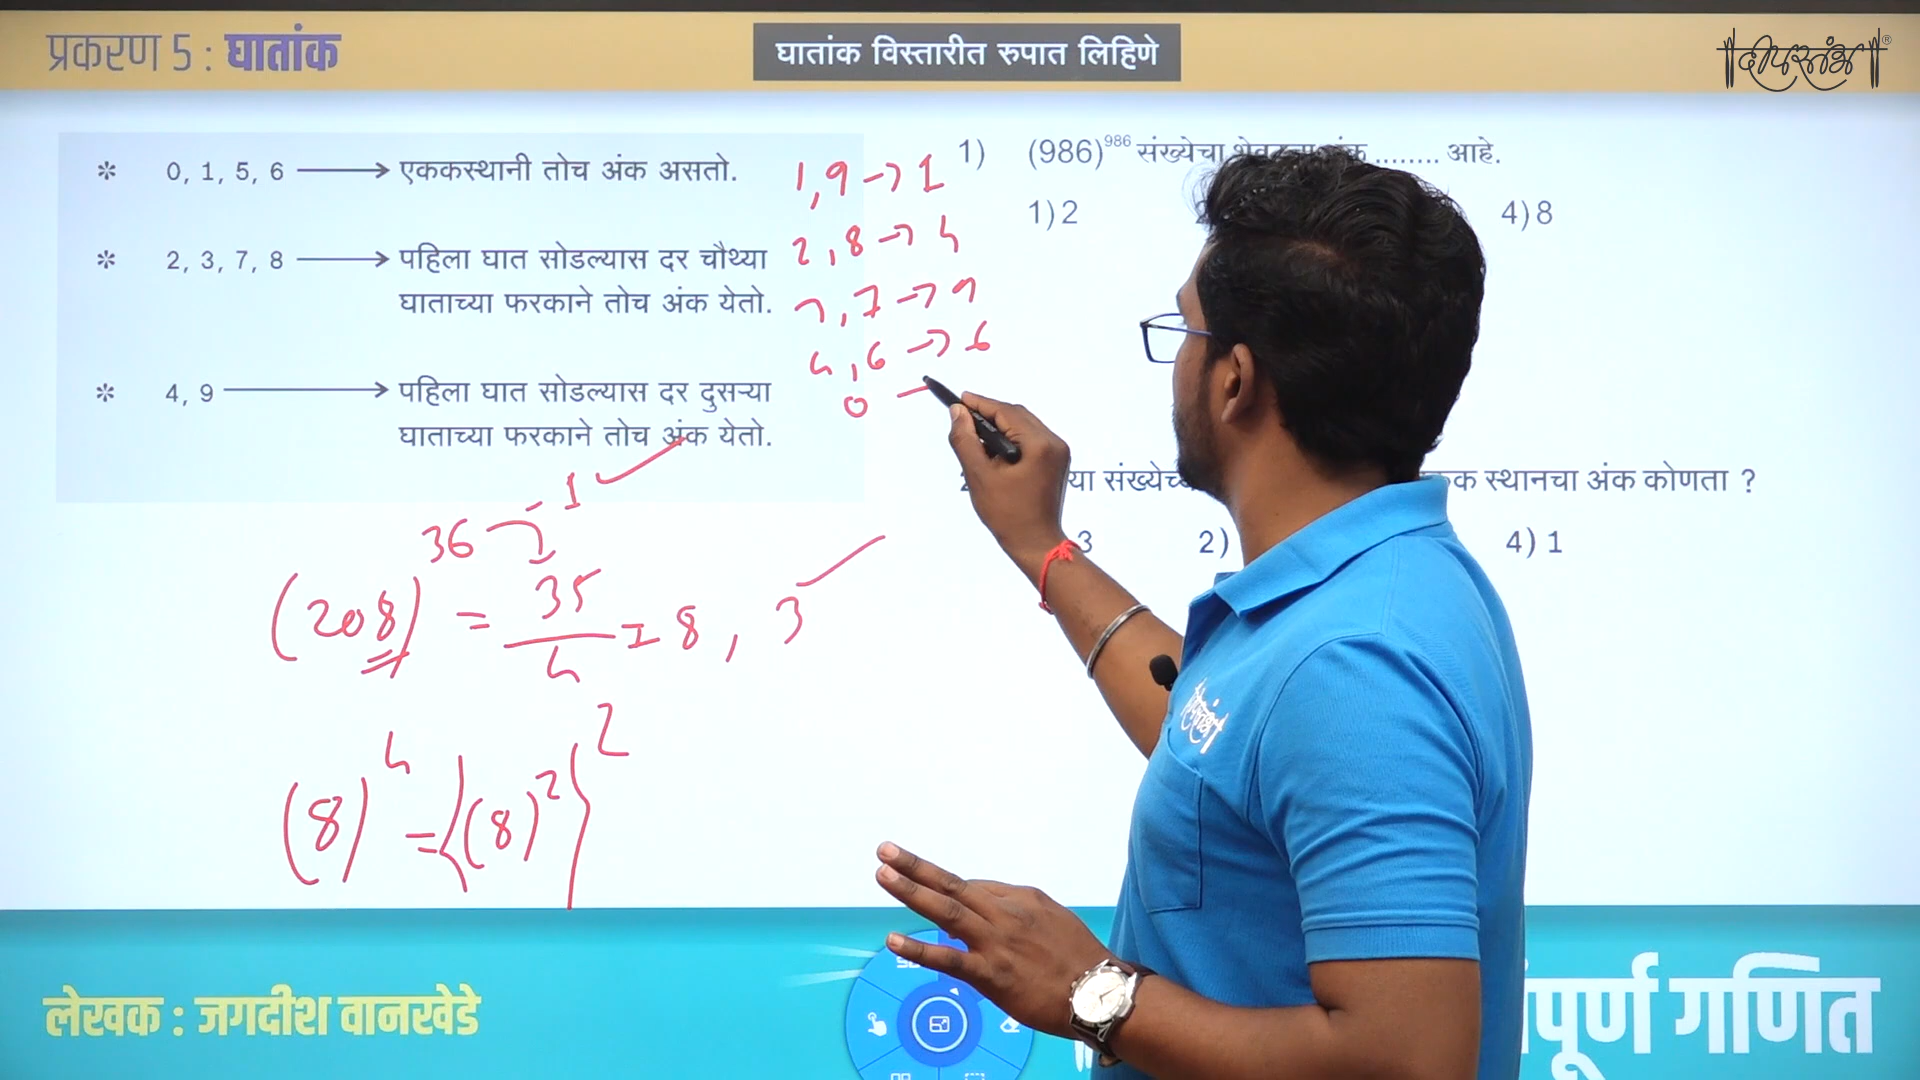 प्रकरण 5 : घातांक
घातांक विस्तारीत रुपात लिहिणे
दीपस्तंभ®
* 0, 1, 5, 6 → एककस्थानी तोच अंक असतो.
* 2, 3, 7, 8 → पहिला घात सोडल्यास दर चौथ्या
घाताच्या फरकाने तोच अंक येतो.
* 4, 9 → पहिला घात सोडल्यास दर दुसऱ्या
घाताच्या फरकाने तोच अंक येतो.
1, 9 → 1
2, 8 → 4
3, 7 → 9
4, 6 → 6
0 –
36 – 1
(208)³⁶ = 35/4 = 8, 3
(8)⁴ = ((8)²)²
1) (986)⁹⁸⁶ संख्येचा ........ आहे.
1) 2
4) 8
स्थानचा अंक कोणता ?
3 2) 4) 1
लेखक : जगदीश वानखेडे
गणित